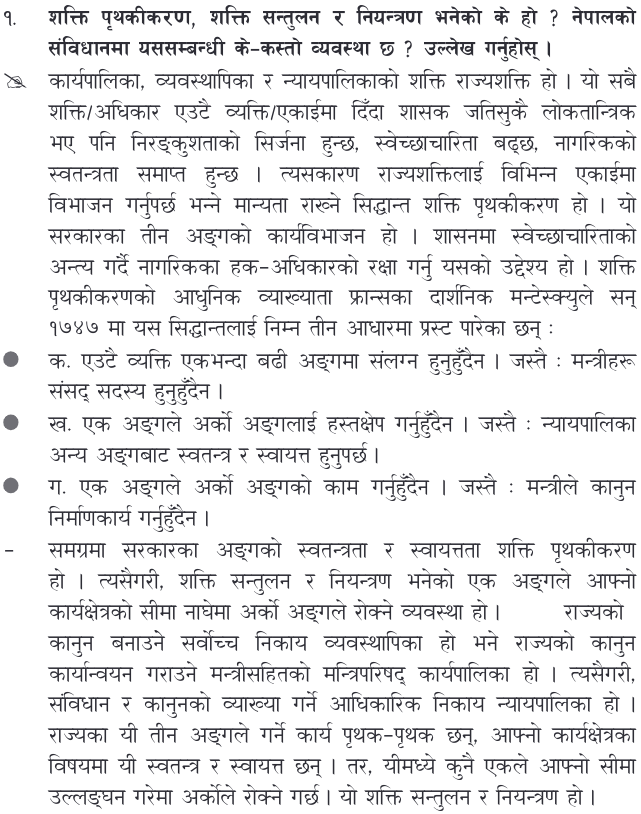 १. शक्ति पृथकीकरण, शक्ति सन्तुलन र नियन्त्रण भनेको के हो ? नेपालको
संविधानमा यससम्बन्धी के-कस्तो व्यवस्था छ ? उल्लेख गर्नुहोस् ।
कार्यपालिका, व्यवस्थापिका र न्यायपालिकाको शक्ति राज्यशक्ति हो । यो सबै
शक्ति/अधिकार एउटै व्यक्ति/एकाईमा दिँदा शासक जतिसुकै लोकतान्त्रिक
भए पनि निरङ्कुशताको सिर्जना हुन्छ, स्वेच्छाचारिता बढ्छ, नागरिकको
स्वतन्त्रता समाप्त हुन्छ । त्यसकारण राज्यशक्तिलाई विभिन्न एकाईमा
विभाजन गर्नुपर्छ भन्ने मान्यता राख्ने सिद्धान्त शक्ति पृथकीकरण हो । यो
सरकारका तीन अङ्गको कार्यविभाजन हो । शासनमा स्वेच्छाचारिताको
अन्त्य गर्दै नागरिकका हक-अधिकारको रक्षा गर्नु यसको उद्देश्य हो । शक्ति
पृथकीकरणको आधुनिक व्याख्याता फ्रान्सका दार्शनिक मन्टेस्क्युले सन्
१७४७ मा यस सिद्धान्तलाई निम्न तीन आधारमा प्रस्ट पारेका छन् :
● क. एउटै व्यक्ति एकभन्दा बढी अङ्गमा संलग्न हुनुहुँदैन । जस्तै : मन्त्रीहरू
संसद् सदस्य हुनुहुँदैन ।
● ख. एक अङ्गले अर्को अङ्गलाई हस्तक्षेप गर्नुहुँदैन । जस्तै : न्यायपालिका
अन्य अङ्गबाट स्वतन्त्र र स्वायत्त हुनुपर्छ ।
● ग. एक अङ्गले अर्को अङ्गको काम गर्नुहुँदैन । जस्तै : मन्त्रीले कानुन
निर्माणकार्य गर्नुहुँदैन ।
- समग्रमा सरकारका अङ्गको स्वतन्त्रता र स्वायत्तता शक्ति पृथकीकरण
हो । त्यसैगरी, शक्ति सन्तुलन र नियन्त्रण भनेको एक अङ्गले आफ्नो
कार्यक्षेत्रको सीमा नाघेमा अर्को अङ्गले रोक्ने व्यवस्था हो । राज्यको
कानुन बनाउने सर्वोच्च निकाय व्यवस्थापिका हो भने राज्यको कानुन
कार्यान्वयन गराउने मन्त्रीसहितको मन्त्रिपरिषद् कार्यपालिका हो । त्यसैगरी,
संविधान र कानुनको व्याख्या गर्ने आधिकारिक निकाय न्यायपालिका हो ।
राज्यका यी तीन अङ्गले गर्ने कार्य पृथक-पृथक छन्, आफ्नो कार्यक्षेत्रका
विषयमा यी स्वतन्त्र र स्वायत्त छन् । तर, यीमध्ये कुनै एकले आफ्नो सीमा
उल्लङ्घन गरेमा अर्कोले रोक्ने गर्छ । यो शक्ति सन्तुलन र नियन्त्रण हो ।